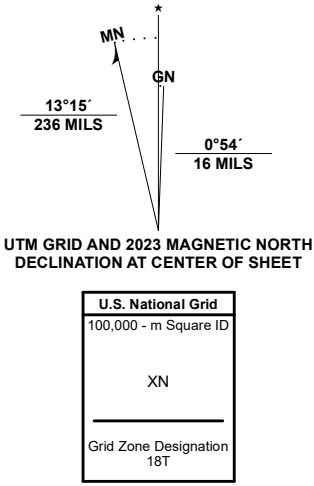 MN
GN
13°15´
236 MILS
0°54´
16 MILS
UTM GRID AND 2023 MAGNETIC NORTH
DECLINATION AT CENTER OF SHEET
U.S. National Grid
100,000 - m Square ID
XN
Grid Zone Designation
18T